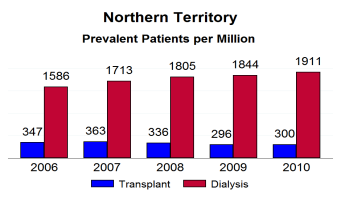 Northern Territory
Prevalent Patients per Million
1586 1713 1805 1844 1911
347 363 336 296 300
2006 2007 2008 2009 2010
Transplant Dialysis